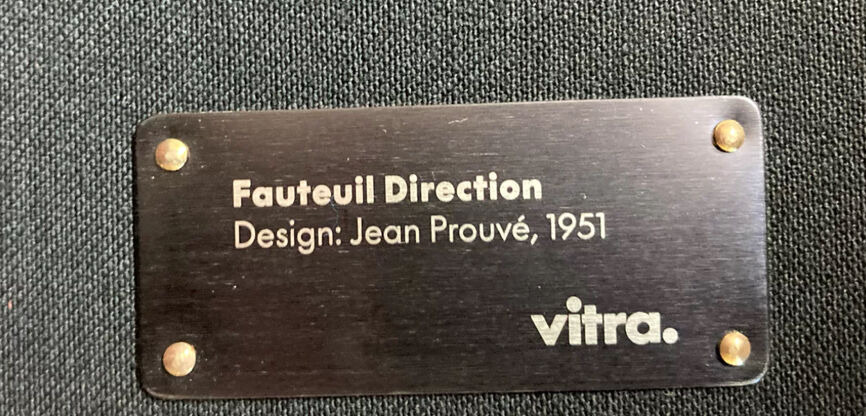 Fauteuil Direction
Design: Jean Prouvé, 1951
vitra.